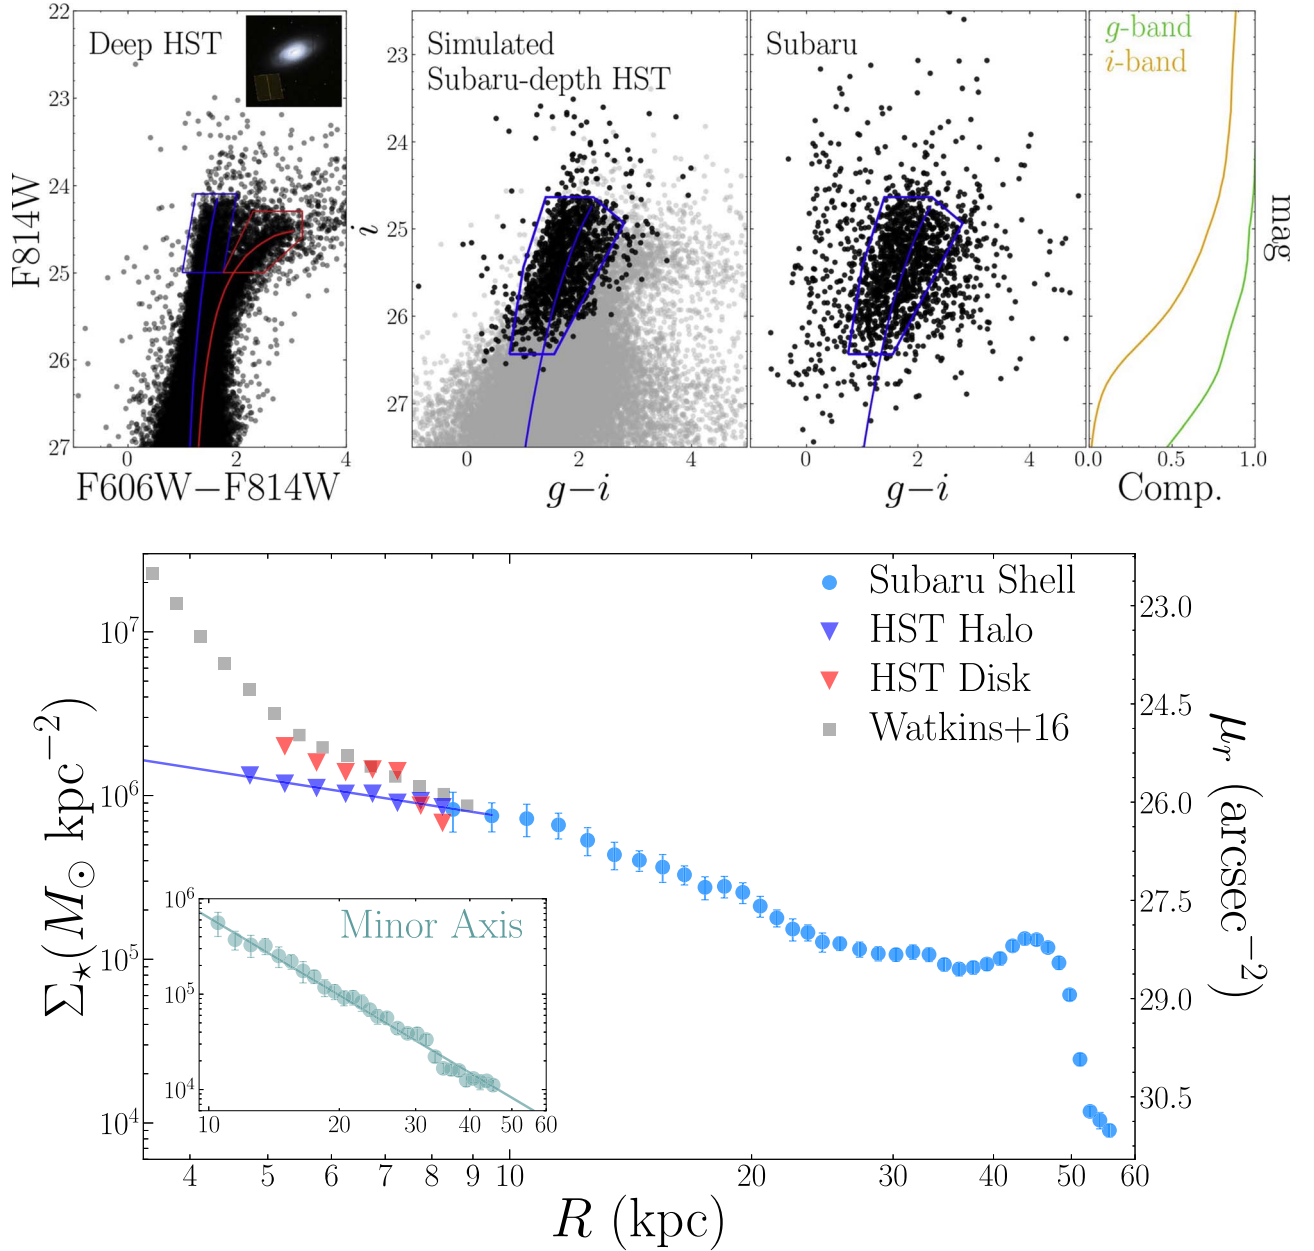 22
23
24
25
26
27
F814W
Deep HST
0
2
4
F606W−F814W
23
24
25
26
27
i
Simulated
Subaru-depth HST
0
2
4
g−i
Subaru
0
2
4
g−i
g-band
i-band
0.0
0.5
1.0
Comp.
mag
10⁷
10⁶
10⁵
10⁴
Σ⋆(M⊙ kpc⁻²)
Subaru Shell
HST Halo
HST Disk
Watkins+16
23.0
24.5
26.0
27.5
29.0
30.5
μr (arcsec⁻²)
10⁶
10⁵
10⁴
Minor Axis
10
20
30
40
50
60
4
5
6
7
8
9
10
20
30
40
50
60
R (kpc)